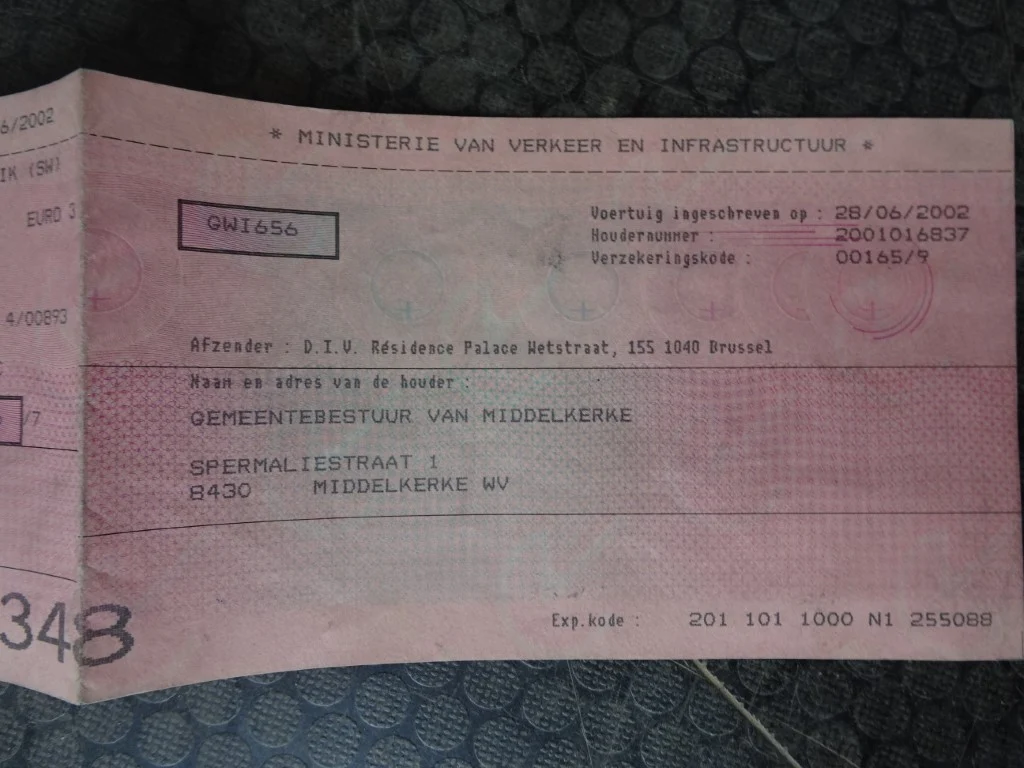 6/2002
IK (SW)
EURO 3
4/00893
/7
348
* MINISTERIE VAN VERKEER EN INFRASTRUCTUUR *
GWI656
Voertuig ingeschreven op : 28/06/2002
Houdernummer : 2001016837
Verzekeringskode : 00165/9
Afzender : D.I.V. Résidence Palace Wetstraat, 155 1040 Brussel
Naam en adres van de houder :
GEMEENTEBESTUUR VAN MIDDELKERKE
SPERMALIESTRAAT 1
8430 MIDDELKERKE WV
Exp.kode : 201 101 1000 N1 255088